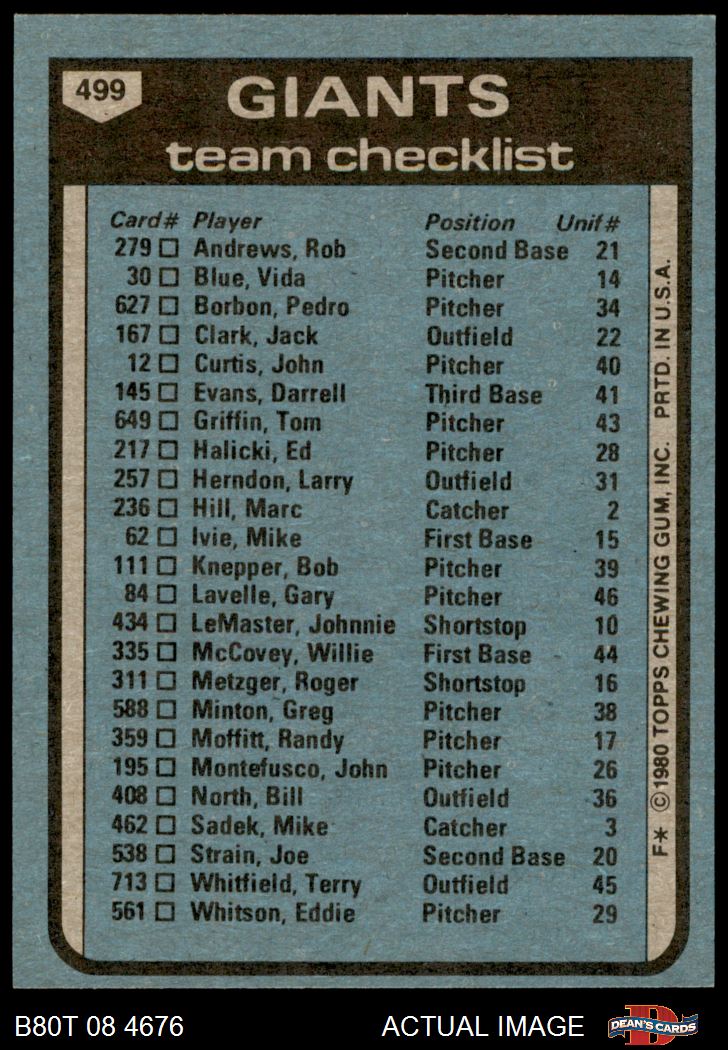 499
GIANTS
team checklist
Card# Player Position Unif#
279 Andrews, Rob Second Base 21
30 Blue, Vida Pitcher 14
627 Borbon, Pedro Pitcher 34
167 Clark, Jack Outfield 22
12 Curtis, John Pitcher 40
145 Evans, Darrell Third Base 41
649 Griffin, Tom Pitcher 43
217 Halicki, Ed Pitcher 28
257 Herndon, Larry Outfield 31
236 Hill, Marc Catcher 2
62 Ivie, Mike First Base 15
111 Knepper, Bob Pitcher 39
84 Lavelle, Gary Pitcher 46
434 LeMaster, Johnnie Shortstop 10
335 McCovey, Willie First Base 44
311 Metzger, Roger Shortstop 16
588 Minton, Greg Pitcher 38
359 Moffitt, Randy Pitcher 17
195 Montefusco, John Pitcher 26
408 North, Bill Outfield 36
462 Sadek, Mike Catcher 3
538 Strain, Joe Second Base 20
713 Whitfield, Terry Outfield 45
561 Whitson, Eddie Pitcher 29
F* © 1980 TOPPS CHEWING GUM, INC. PRTD. IN U.S.A.
B80T 08 4676 ACTUAL IMAGE
D
DEAN'S CARDS